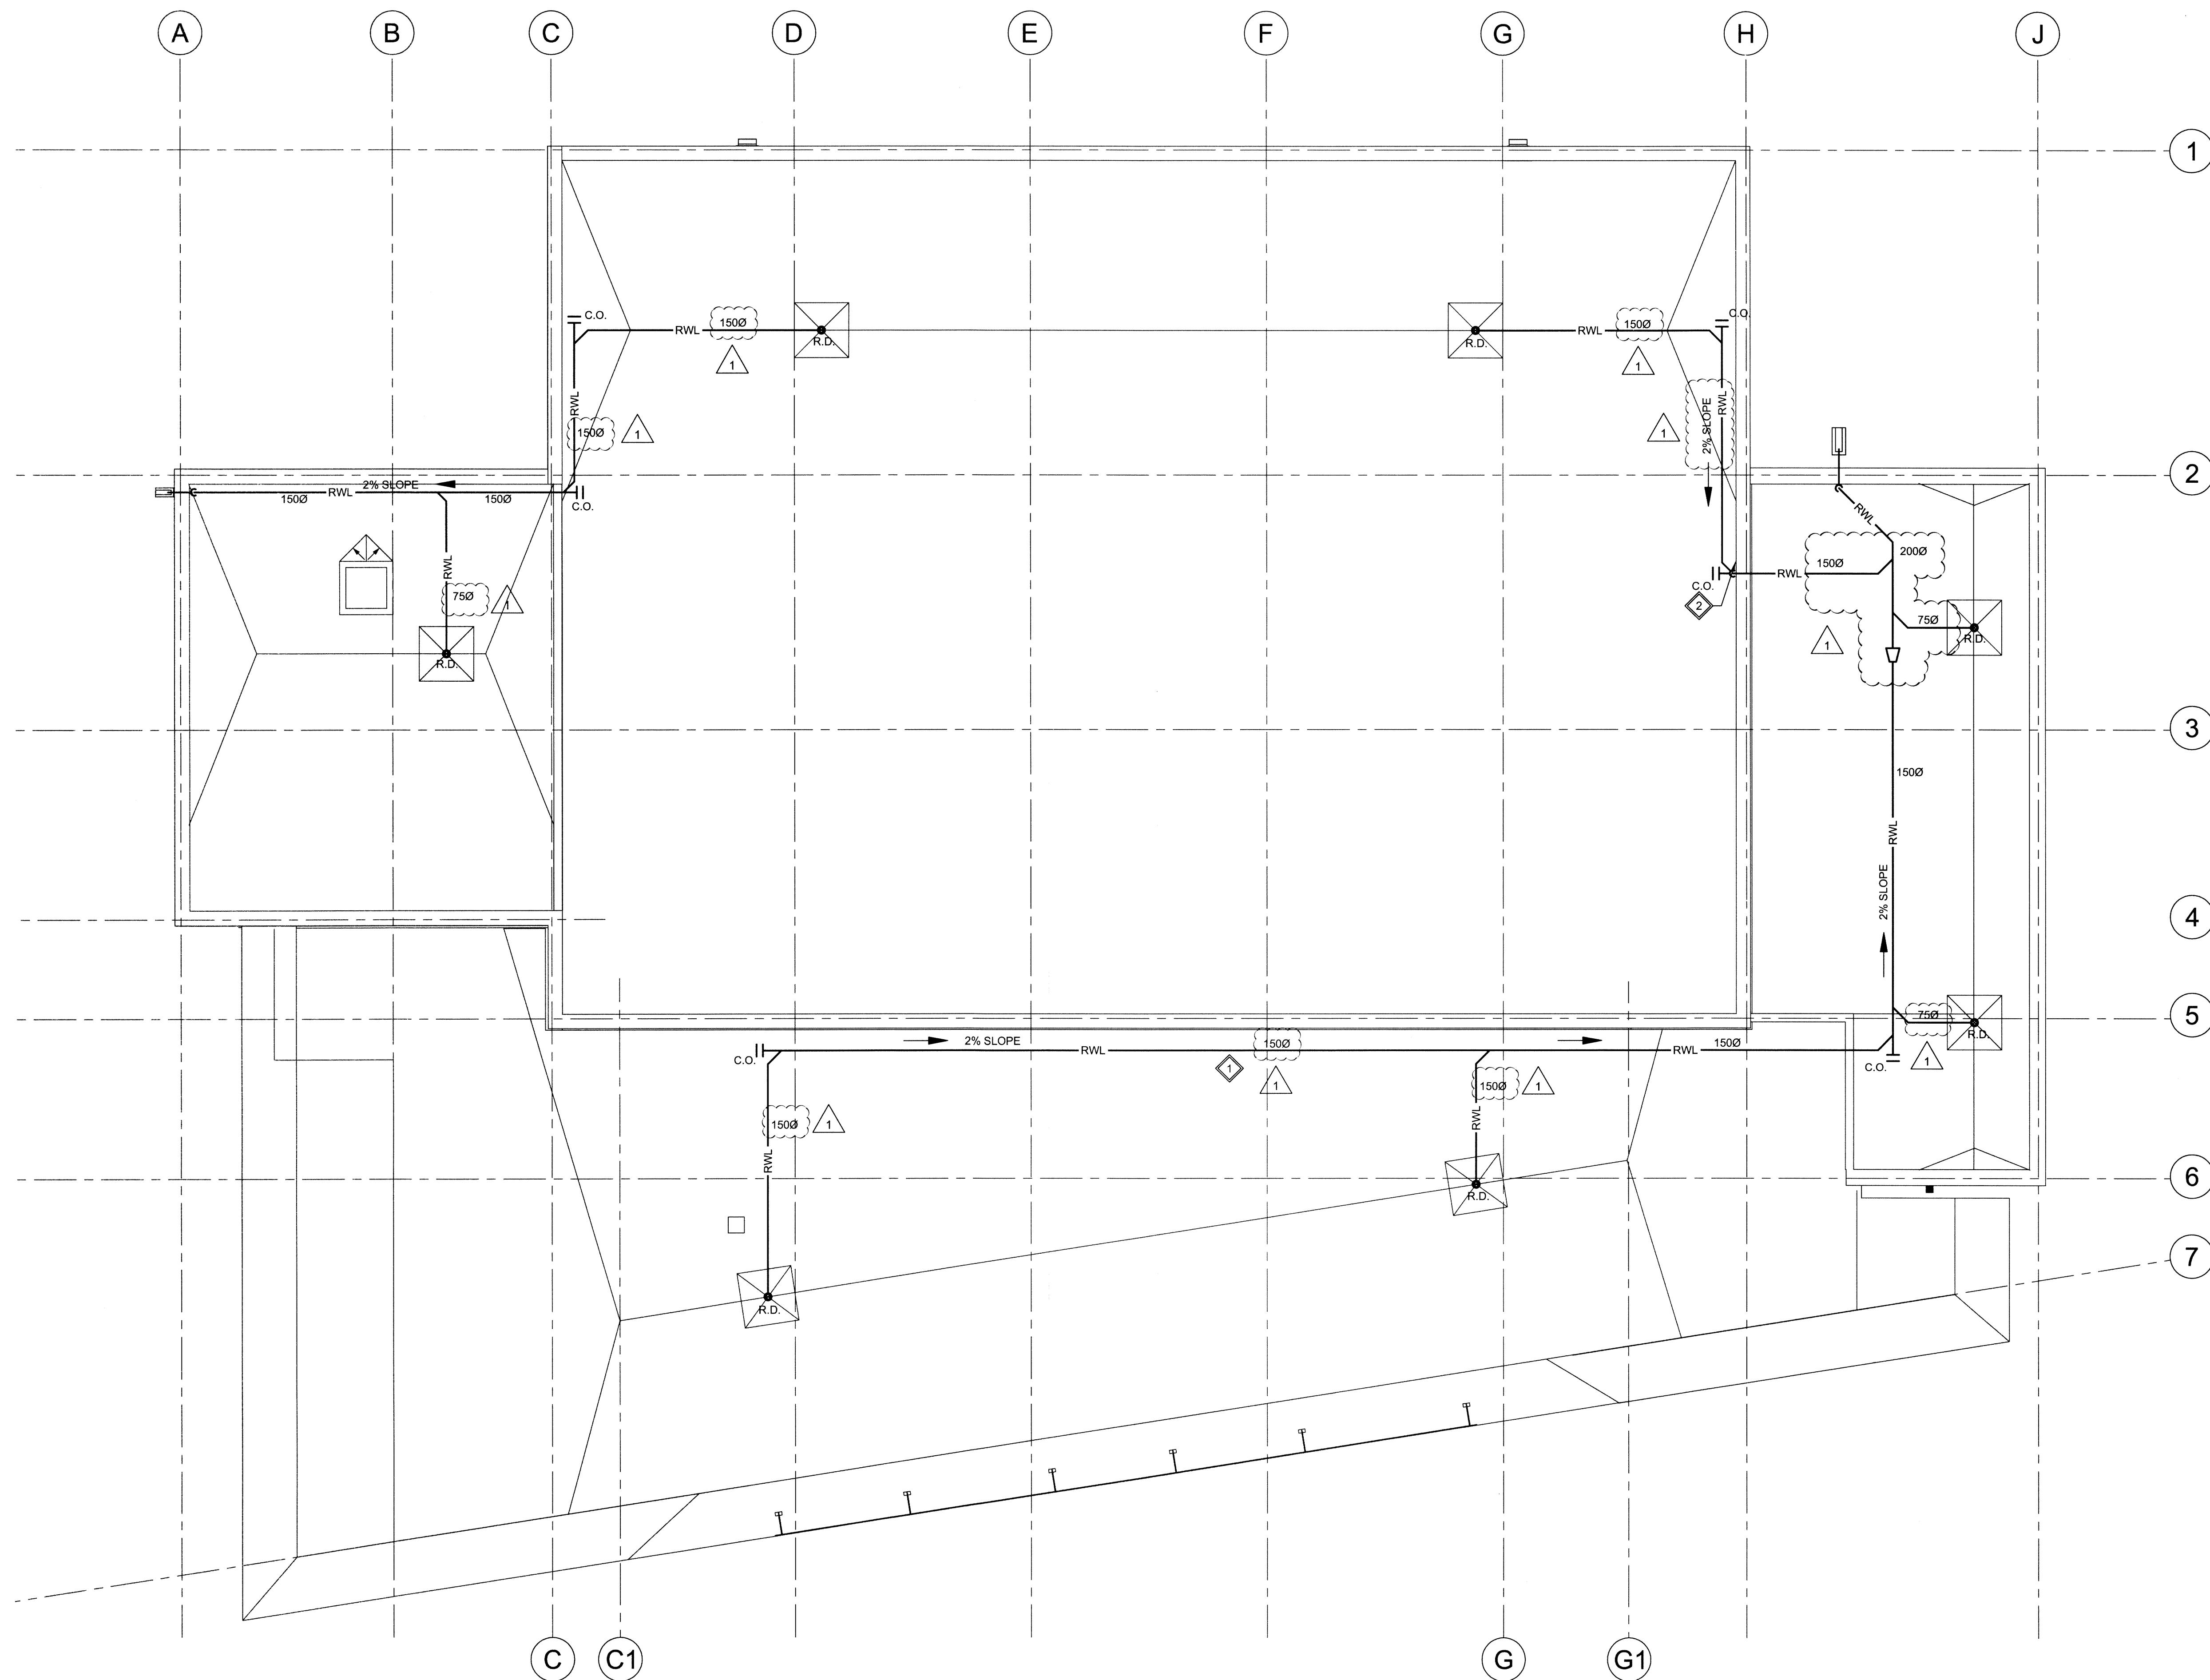 A B C D E F G H J
1
C.O. RWL 150Ø R.D. R.D. RWL 150Ø C.O.
1 1
RWL 2% SLOPE RWL
150Ø 1 1
2
150Ø RWL 2% SLOPE 150Ø C.O.
RWL
200Ø
RWL 150Ø RWL 150Ø
C.O.
75Ø 1 2 75Ø
R.D. 1 R.D.
3
150Ø
RWL
2% SLOPE
4
75Ø
5
R.D.
2% SLOPE 150Ø 150Ø
C.O. RWL RWL C.O.
1 1 1
150Ø 1
150Ø 1
RWL
RWL
6
R.D.
7
R.D.
C C1 G G1